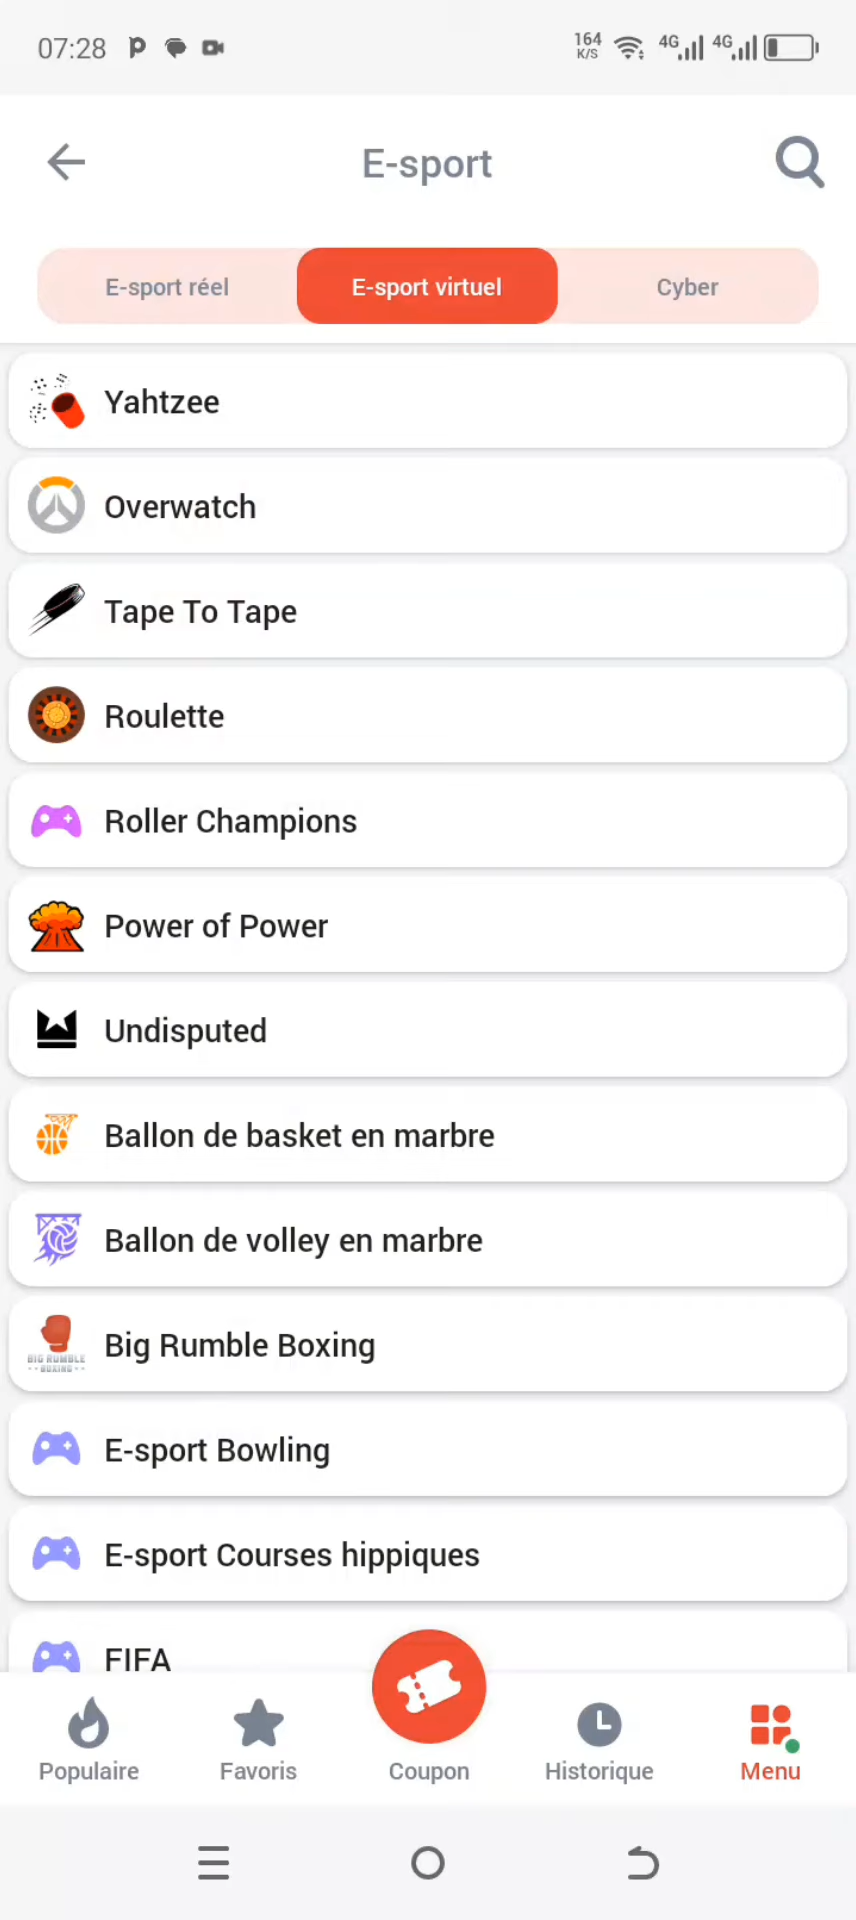 07:28
164
K/S
4G
4G
E-sport
E-sport réel
E-sport virtuel
Cyber
Yahtzee
Overwatch
Tape To Tape
Roulette
Roller Champions
Power of Power
Undisputed
Ballon de basket en marbre
Ballon de volley en marbre
BIG RUMBLE
BOXING
Big Rumble Boxing
E-sport Bowling
E-sport Courses hippiques
FIFA
Populaire
Favoris
Coupon
Historique
Menu